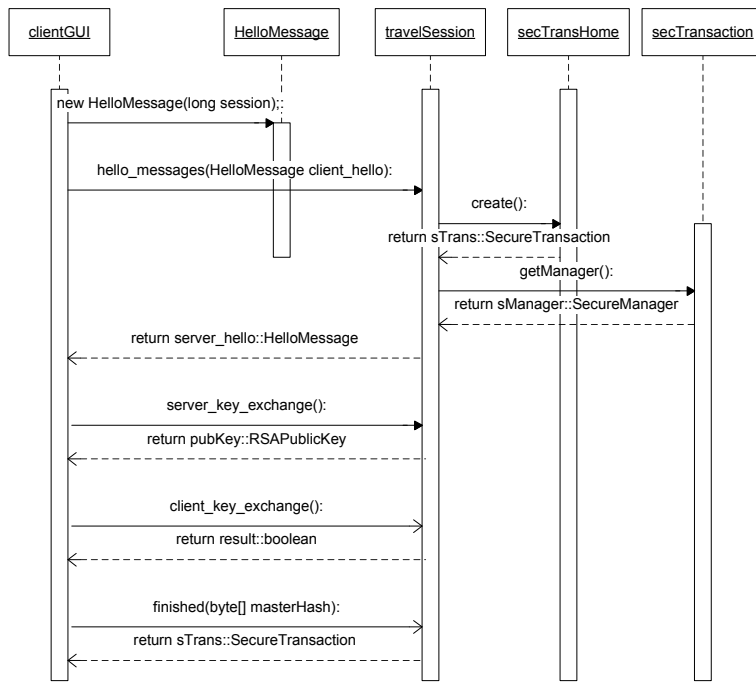 clientGUI
HelloMessage
travelSession
secTransHome
secTransaction
new HelloMessage(long session);:
hello_messages(HelloMessage client_hello):
create():
return sTrans::SecureTransaction
getManager():
return sManager::SecureManager
return server_hello::HelloMessage
server_key_exchange():
return pubKey::RSAPublicKey
client_key_exchange():
return result::boolean
finished(byte[] masterHash):
return sTrans::SecureTransaction